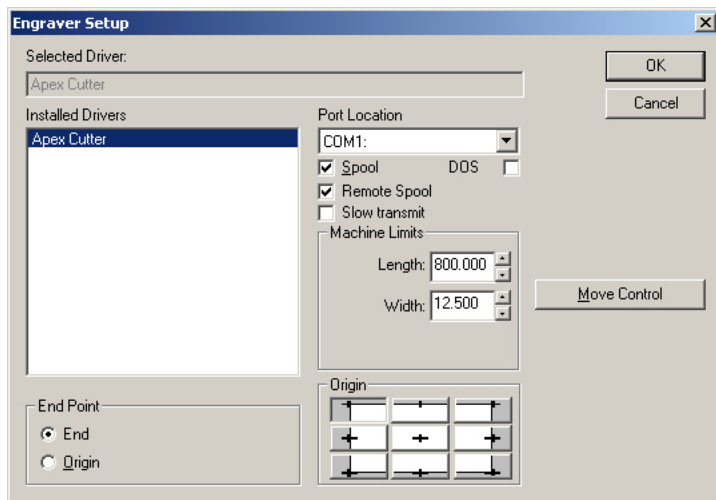 Engraver Setup
Selected Driver:
Apex Cutter
OK
Cancel
Installed Drivers
Apex Cutter
Port Location
COM1:
Spool DOS
Remote Spool
Slow transmit
Machine Limits
Length: 800.000
Width: 12.500
Move Control
End Point
End
Origin
Origin